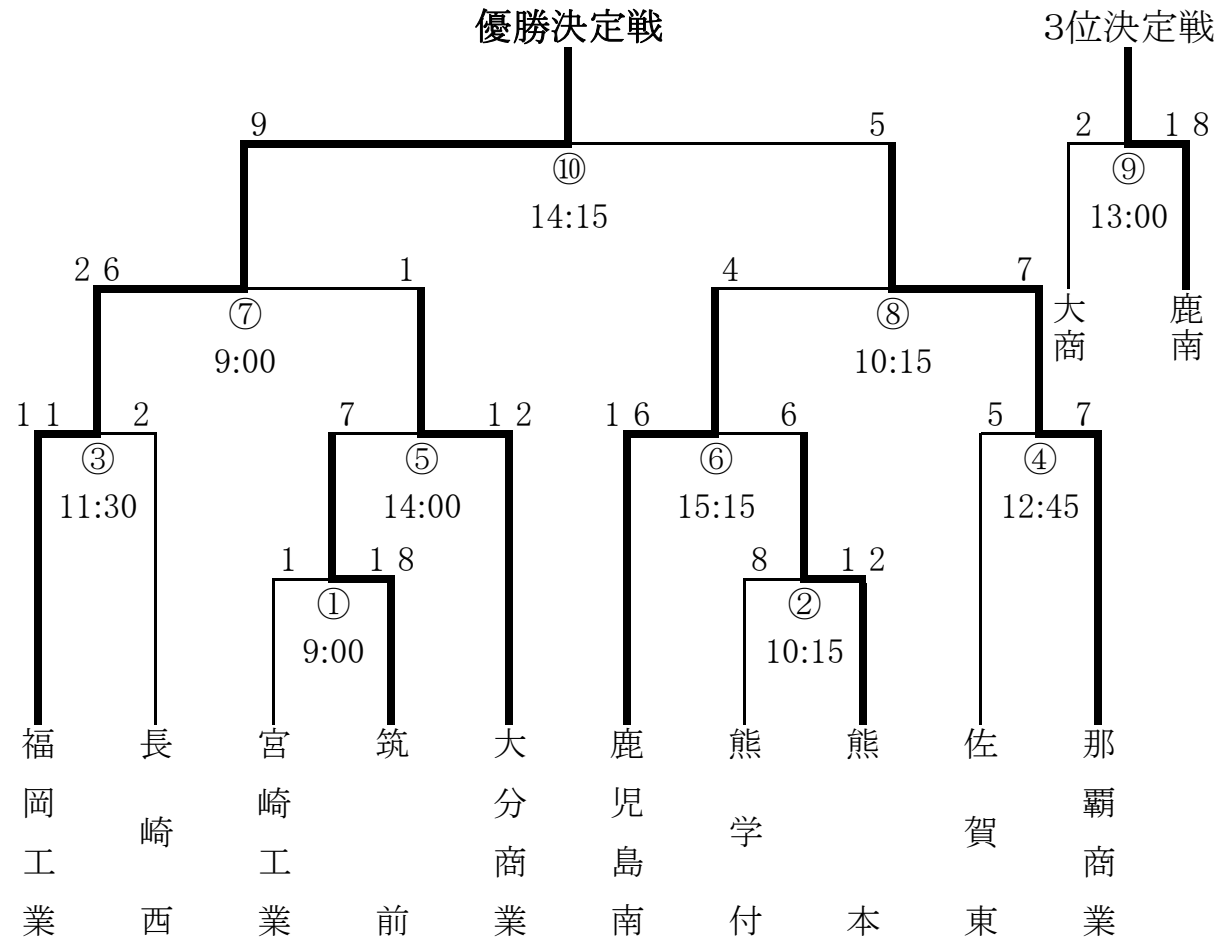 優勝決定戦 3位決定戦
9 5 2 18
⑩ ⑨
14:15 13:00
26 1 4 7
⑦ ⑧ 大商 鹿南
9:00 10:15
11 2 7 12 16 6 5 7
③ ⑤ ⑥ ④
11:30 14:00 15:15 12:45
1 18 8 12
① ②
9:00 10:15
福岡工業
長崎西
宮崎工業
筑前
大分商業
鹿児島南
熊学付
熊本
佐賀東
那覇商業